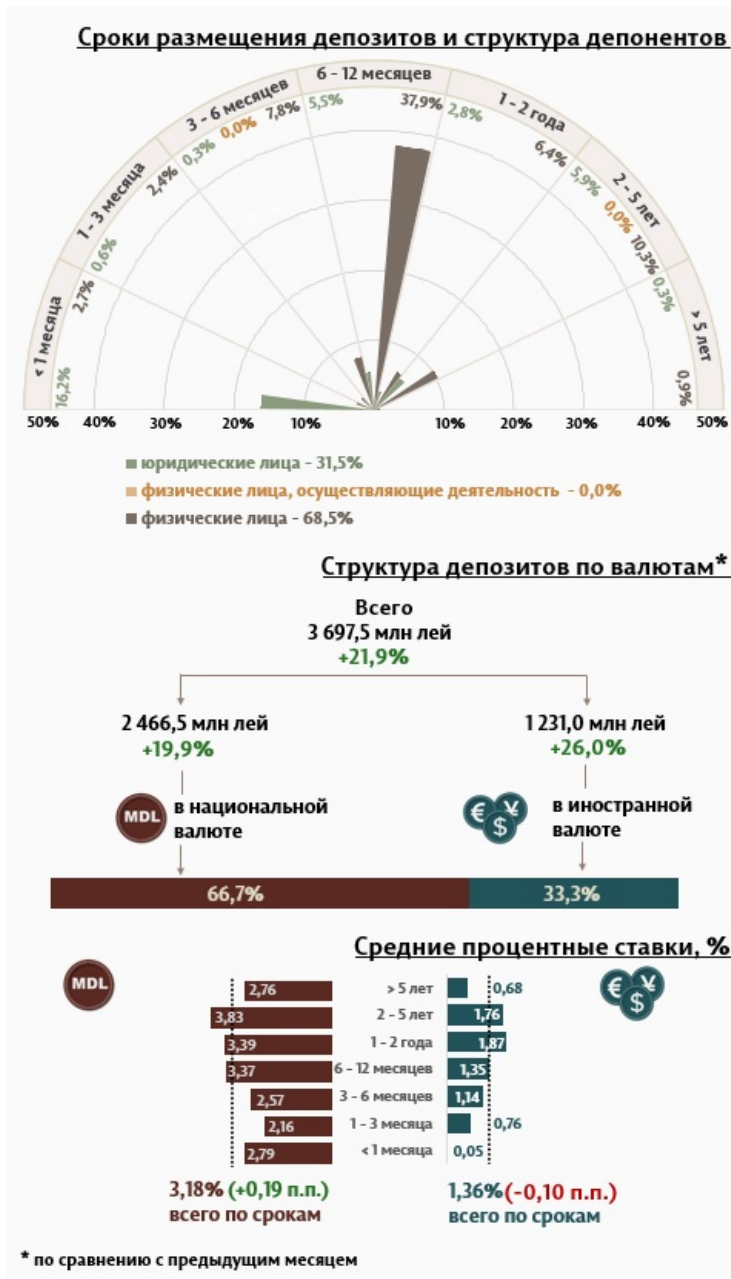 Сроки размещения депозитов и структура депонентов
< 1 месяца
16,2%
2,7%
1 - 3 месяца
0,6%
2,4%
3 - 6 месяцев
0,3%
0,0%
7,8%
6 - 12 месяцев
5,5%
37,9%
1 - 2 года
2,8%
6,4%
2 - 5 лет
5,9%
0,0%
10,3%
> 5 лет
0,3%
0,9%
50% 40% 30% 20% 10% 10% 20% 30% 40% 50%
юридические лица - 31,5%
физические лица, осуществляющие деятельность - 0,0%
физические лица - 68,5%
Структура депозитов по валютам*
Всего
3 697,5 млн лей
+21,9%
2 466,5 млн лей
+19,9%
1 231,0 млн лей
+26,0%
MDL
в национальной
валюте
€ ¥ $
в иностранной
валюте
66,7% 33,3%
Средние процентные ставки, %
MDL
€ ¥ $
2,76 > 5 лет 0,68
3,83 2 - 5 лет 1,76
3,39 1 - 2 года 1,87
3,37 6 - 12 месяцев 1,35
2,57 3 - 6 месяцев 1,14
2,16 1 - 3 месяца 0,76
2,79 < 1 месяца 0,05
3,18% (+0,19 п.п.)
всего по срокам
1,36% (-0,10 п.п.)
всего по срокам
* по сравнению с предыдущим месяцем